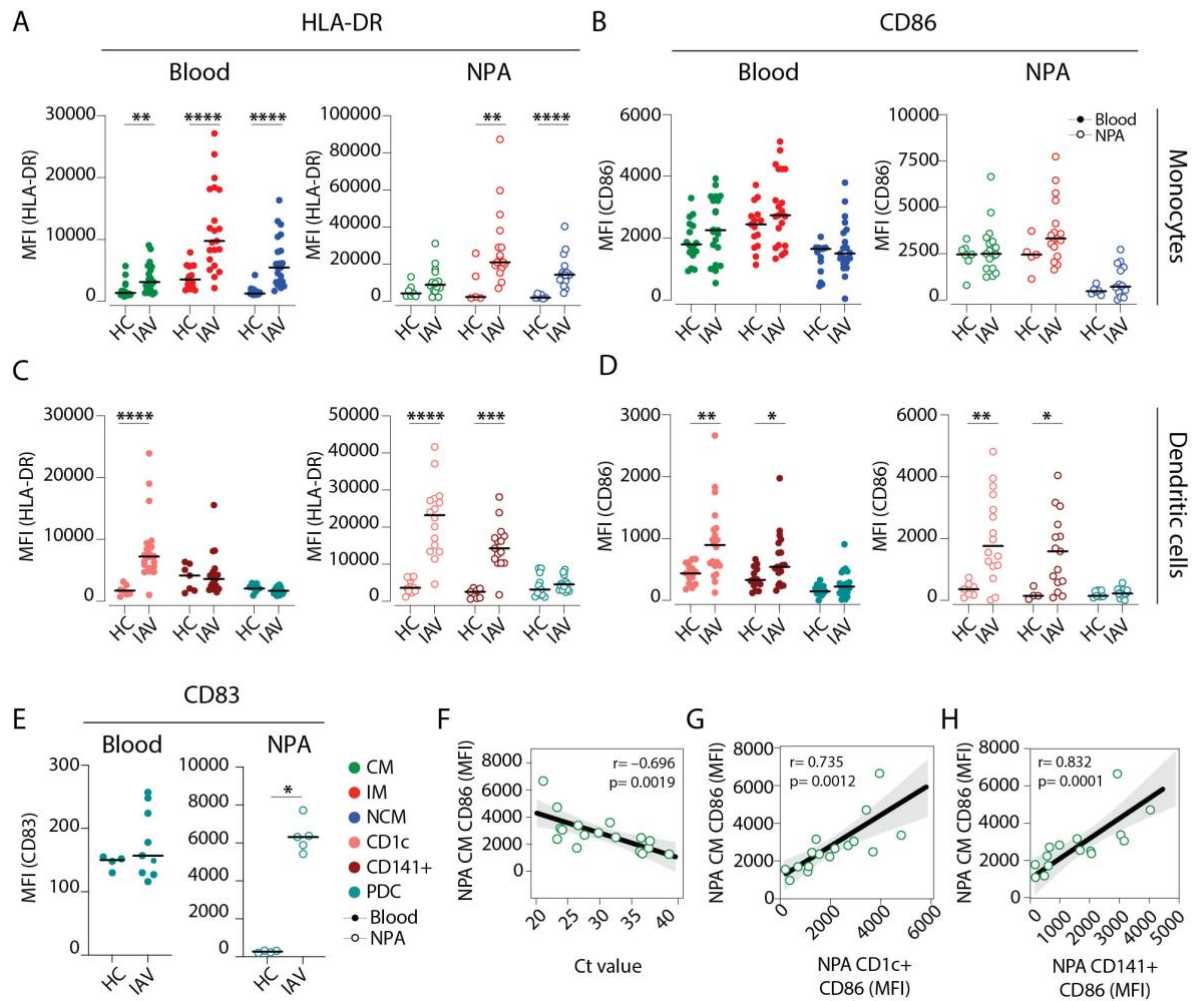 A
HLA-DR
B
CD86
Blood
NPA
Blood
NPA
30000
20000
10000
0
MFI (HLA-DR)
** **** ****
HC IAV HC IAV HC IAV
100000
80000
60000
40000
20000
0
MFI (HLA-DR)
** ****
HC IAV HC IAV HC IAV
6000
4000
2000
0
MFI (CD86)
HC IAV HC IAV HC IAV
10000
7500
5000
2500
0
MFI (CD86)
Blood
NPA
HC IAV HC IAV HC IAV
Monocytes
C
D
30000
20000
10000
0
MFI (HLA-DR)
****
HC IAV HC IAV HC IAV
50000
40000
30000
20000
10000
0
MFI (HLA-DR)
**** ***
HC IAV HC IAV HC IAV
3000
2000
1000
0
MFI (CD86)
** *
HC IAV HC IAV HC IAV
6000
4000
2000
0
MFI (CD86)
** *
HC IAV HC IAV HC IAV
Dendritic cells
E
CD83
Blood
NPA
300
200
100
0
MFI (CD83)
HC IAV
10000
8000
6000
4000
2000
0
*
HC IAV
CM
IM
NCM
CD1c
CD141+
PDC
Blood
NPA
F
NPA CM CD86 (MFI)
8000
6000
4000
2000
0
r= −0.696
p= 0.0019
20 25 30 35 40
Ct value
G
NPA CM CD86 (MFI)
8000
6000
4000
2000
0
r= 0.735
p= 0.0012
0 2000 4000 6000
NPA CD1c+
CD86 (MFI)
H
NPA CM CD86 (MFI)
8000
6000
4000
2000
0
r= 0.832
p= 0.0001
0 1000 2000 3000 4000 5000
NPA CD141+
CD86 (MFI)